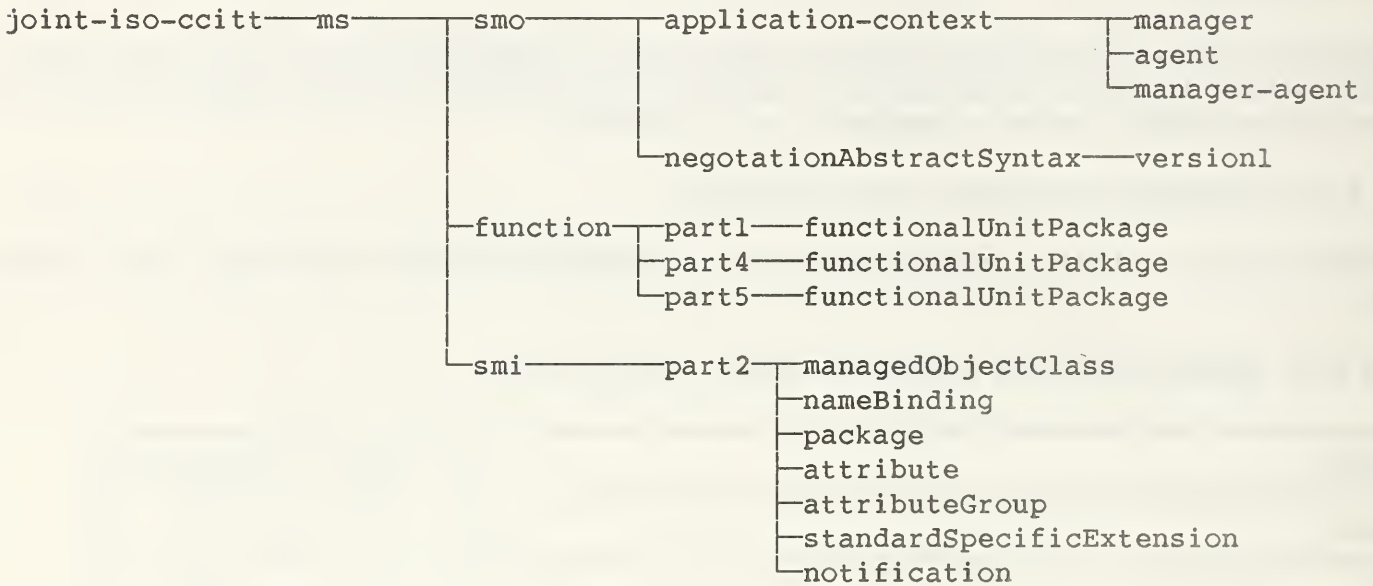 joint-iso-ccitt ms smo application-context manager
agent
manager-agent
negotationAbstractSyntax version1
function part1 functionalUnitPackage
part4 functionalUnitPackage
part5 functionalUnitPackage
smi part2 managedObjectClass
nameBinding
package
attribute
attributeGroup
standardSpecificExtension
notification